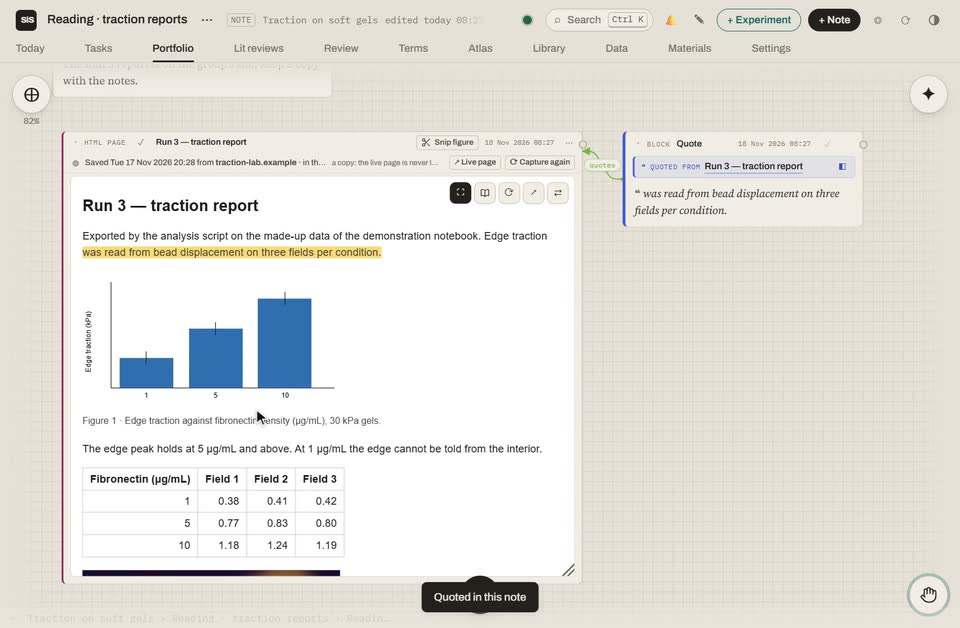 SiS
Reading · traction reports
NOTE
Traction on soft gels edited today 08:27
Search
Ctrl K
+ Experiment
+ Note
Today
Tasks
Portfolio
Lit reviews
Review
Terms
Atlas
Library
Data
Materials
Settings
with the notes.
82%
HTML PAGE
Run 3 — traction report
Snip figure
18 Nov 2026 08:27
Saved Tue 17 Nov 2026 20:28 from traction-lab.example · in th…
a copy: the live page is never l…
Live page
Capture again
Run 3 — traction report
Exported by the analysis script on the made-up data of the demonstration notebook. Edge traction
was read from bead displacement on three fields per condition.
Edge traction (kPa)
1
5
10
Figure 1 · Edge traction against fibronectin density (µg/mL), 30 kPa gels.
The edge peak holds at 5 µg/mL and above. At 1 µg/mL the edge cannot be told from the interior.
Fibronectin (µg/mL) Field 1 Field 2 Field 3
1 0.38 0.41 0.42
5 0.77 0.83 0.80
10 1.18 1.24 1.19
quotes
BLOCK
Quote
18 Nov 2026 08:27
❝ QUOTED FROM Run 3 — traction report
❝ was read from bead displacement on three
fields per condition.
Quoted in this note
Traction on soft gels › Reading · traction reports › Readin…